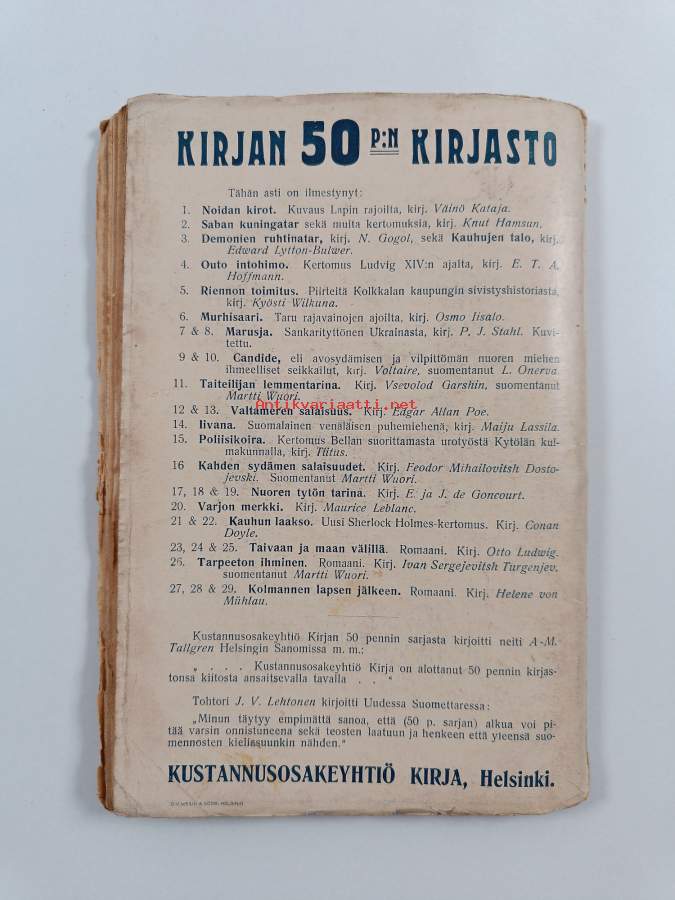 KIRJAN 50 P:N KIRJASTO
Tähän asti on ilmestynyt:
1. Noidan kirot. Kuvaus Lapin rajoilta, kirj. Väinö Kataja.
2. Saban kuningatar sekä muita kertomuksia, kirj. Knut Hamsun.
3. Demonien ruhtinatar, kirj. N. Gogol, sekä Kauhujen talo, kirj.
Edward Lytton-Bulwer.
4. Outo intohimo. Kertomus Ludvig XIV:n ajalta, kirj. E. T. A.
Hoffmann.
5. Riennon toimitus. Piirteitä Kolkkalan kaupungin sivistyshistoriasta,
kirj. Kyösti Wilkuna.
6. Murhisaari. Taru rajavainojen ajoilta, kirj. Osmo Iisalo.
7 & 8. Marusja. Sankarityttönen Ukrainasta, kirj. P. J. Stahl. Kuvi-
tettu.
9 & 10. Candide, eli avosydämisen ja vilpittömän nuoren miehen
ihmeelliset seikkailut, kirj. Voltaire, suomentanut L. Onerva.
11. Taiteilijan lemmentarina. Kirj. Vsevolod Garshin, suomentanut
Martti Wuori.
Antikvariaatti.net
12 & 13. Valtameren salaisuus. Kirj. Edgar Allan Poe.
14. Iivana. Suomalainen venäläisen puhemiehenä, kirj. Maiju Lassila.
15. Poliisikoira. Kertomus Bellan suorittamasta urotyöstä Kytölän kul-
makunnalla, kirj. Tiitus.
16 Kahden sydämen salaisuudet. Kirj. Feodor Mihailovitsh Dosto-
jevski. Suomentanut Martti Wuori.
17, 18 & 19. Nuoren tytön tarina. Kirj. E. ja J. de Goncourt.
20. Varjon merkki. Kirj. Maurice Leblanc.
21 & 22. Kauhun laakso. Uusi Sherlock Holmes-kertomus. Kirj. Conan
Doyle.
23, 24 & 25. Taivaan ja maan välillä. Romaani. Kirj. Otto Ludwig.
26. Tarpeeton ihminen. Romaani. Kirj. Ivan Sergejevitsh Turgenjev,
suomentanut Martti Wuori.
27, 28 & 29. Kolmannen lapsen jälkeen. Romaani. Kirj. Helene von
Mühlau.
Kustannusosakeyhtiö Kirjan 50 pennin sarjasta kirjoitti neiti A-M.
Tallgren Helsingin Sanomissa m. m.:
„ . . . Kustannusosakeyhtiö Kirja on alottanut 50 pennin kirjas-
tonsa kiitosta ansaitsevalla tavalla . . "
Tohtori J. V. Lehtonen kirjoitti Uudessa Suomettaressa:
„Minun täytyy empimättä sanoa, että (50 p. sarjan) alkua voi pi-
tää varsin onnistuneena sekä teosten laatuun ja henkeen että yleensä suo-
mennosten kieliasuunkin nähden."
KUSTANNUSOSAKEYHTIÖ KIRJA, Helsinki.